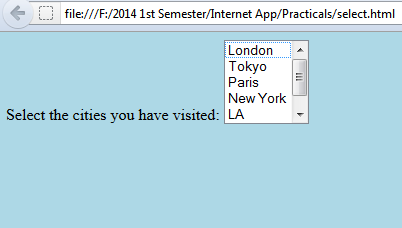 file:///F:/2014 1st Semester/Internet App/Practicals/select.html
London
Tokyo
Paris
New York
Select the cities you have visited: LA